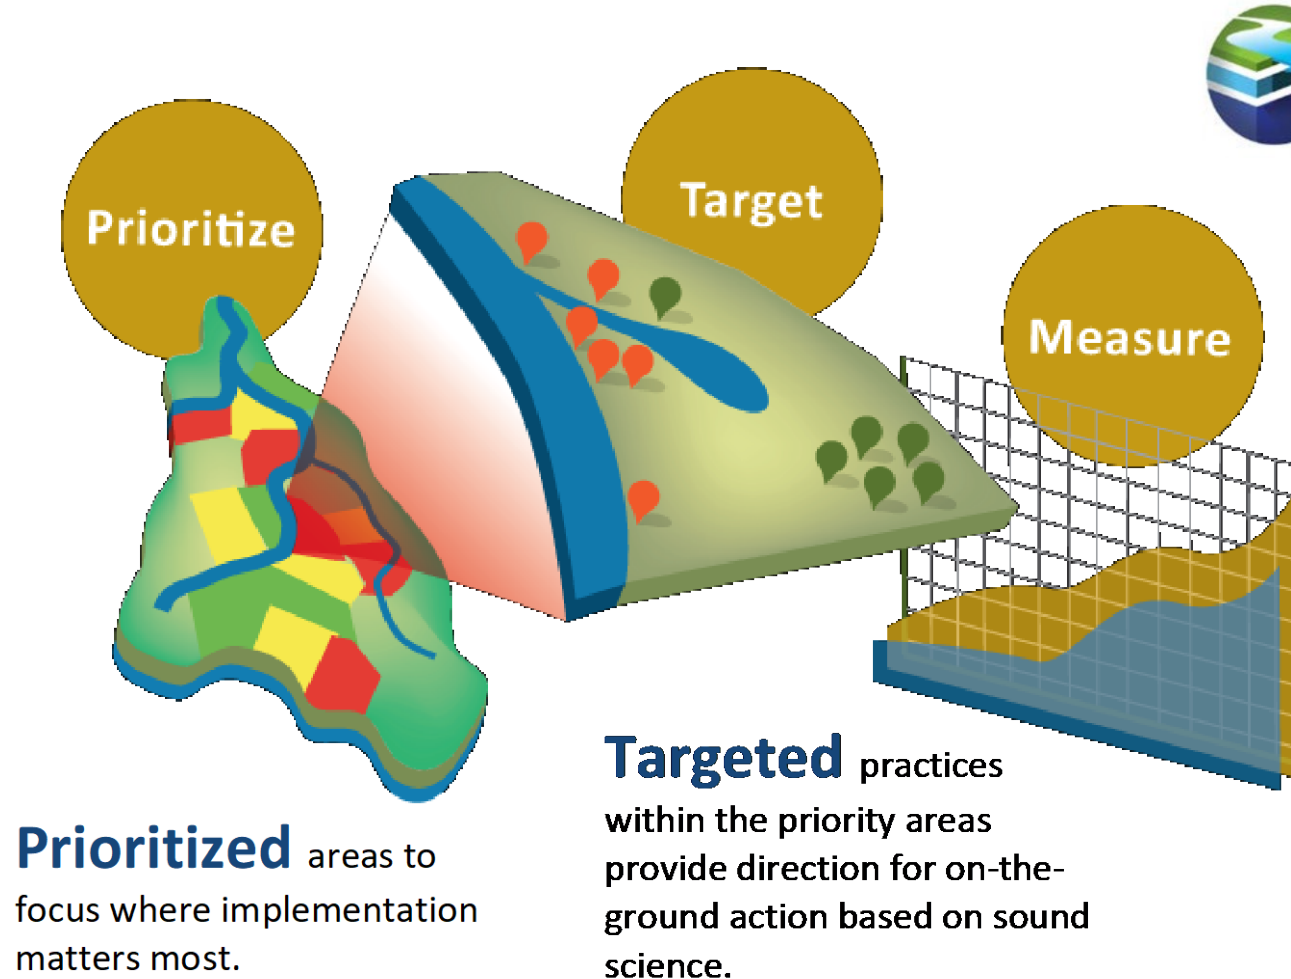 Prioritize
Target
Measure
Prioritized areas to
focus where implementation
matters most.
Targeted practices
within the priority areas
provide direction for on-the-
ground action based on sound
science.